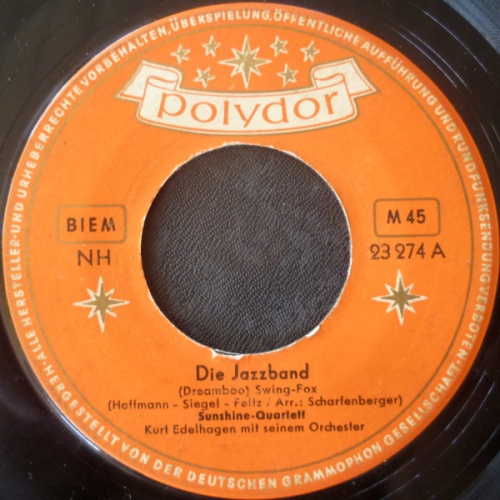 ALLE HERSTELLER- UND URHEBERRECHTE VORBEHALTEN, ÜBERSPIELUNG, ÖFFENTLICHE AUFFÜHRUNG UND RUNDFUNKSENDUNG VERBOTEN
polydor
BIEM
M 45
NH
23 274 A
Die Jazzband
(Dreamboo) Swing-Fox
(Hoffmann - Siegel - Feltz / Arr.: Scharfenberger)
Sunshine-Quartett
Kurt Edelhagen mit seinem Orchester
HERGESTELLT VON DER DEUTSCHEN GRAMMOPHON GESELLSCHAFT